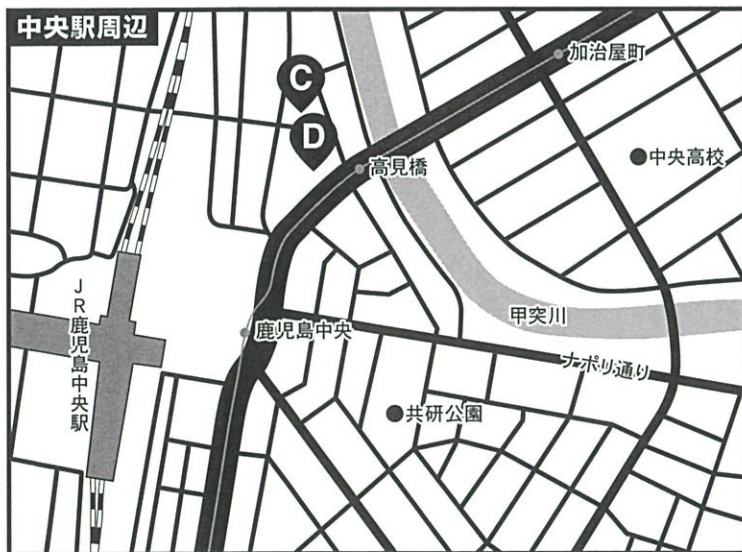 中央駅周辺
加治屋町
C
中央高校
D
高見橋
JR鹿児島中央駅
甲突川
鹿児島中央
ナポリ通り
共研公園